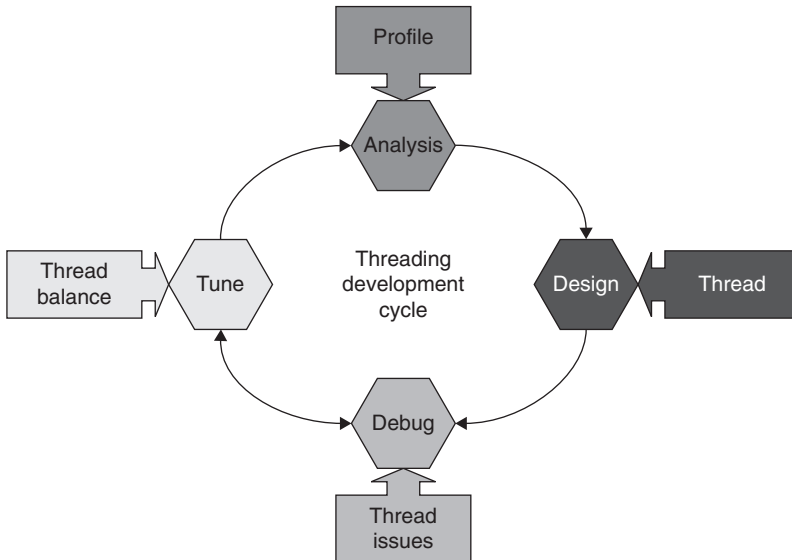 Profile
Analysis
Thread
balance
Tune
Threading
development
cycle
Design
Thread
Debug
Thread
issues